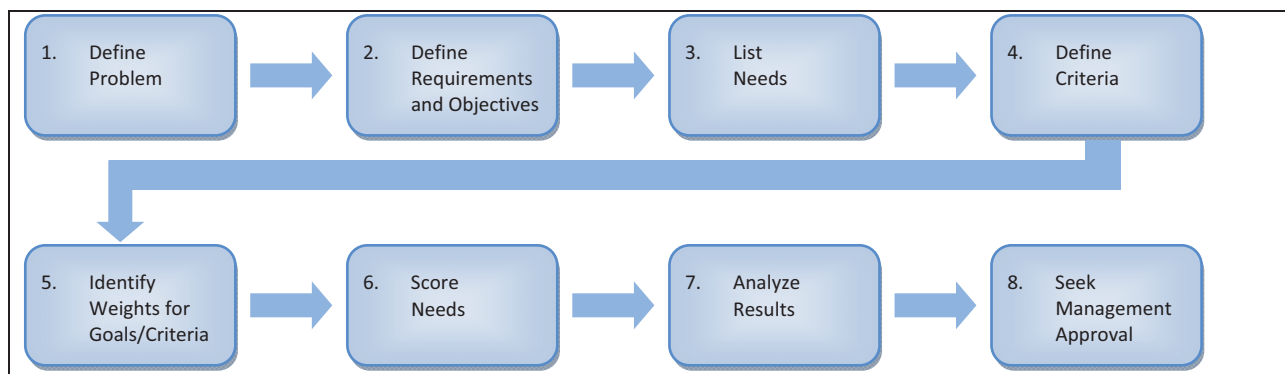 1. Define
Problem
2. Define
Requirements
and Objectives
3. List
Needs
4. Define
Criteria
5. Identify
Weights for
Goals/Criteria
6. Score
Needs
7. Analyze
Results
8. Seek
Management
Approval